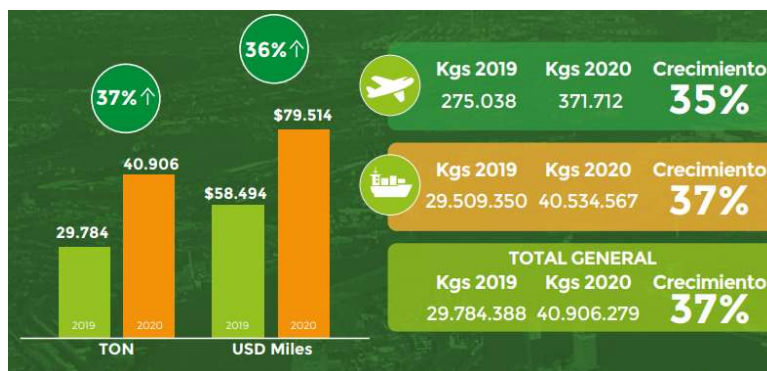 37%↑
36%↑
29.784
40.906
$58.494
$79.514
2019
2020
2019
2020
TON
USD Miles
Kgs 2019 Kgs 2020 Crecimiento
275.038 371.712 35%
Kgs 2019 Kgs 2020 Crecimiento
29.509.350 40.534.567 37%
TOTAL GENERAL
Kgs 2019 Kgs 2020 Crecimiento
29.784.388 40.906.279 37%